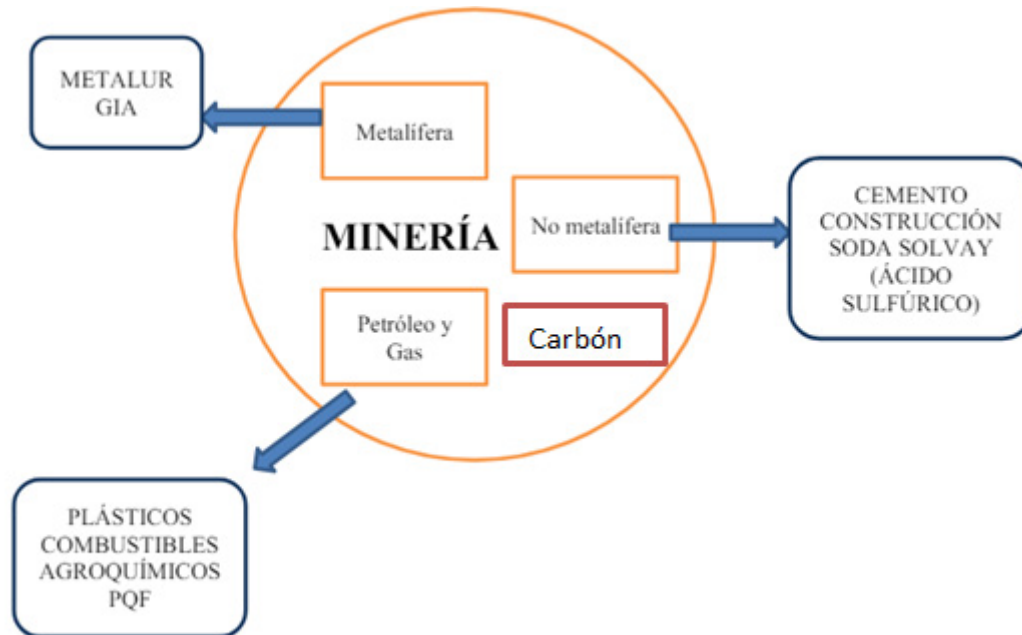 METALUR
GIA
Metalífera
MINERÍA
No metalífera
CEMENTO
CONSTRUCCIÓN
SODA SOLVAY
(ÁCIDO
SULFÚRICO)
Petróleo y
Gas
Carbón
PLÁSTICOS
COMBUSTIBLES
AGROQUÍMICOS
PQF